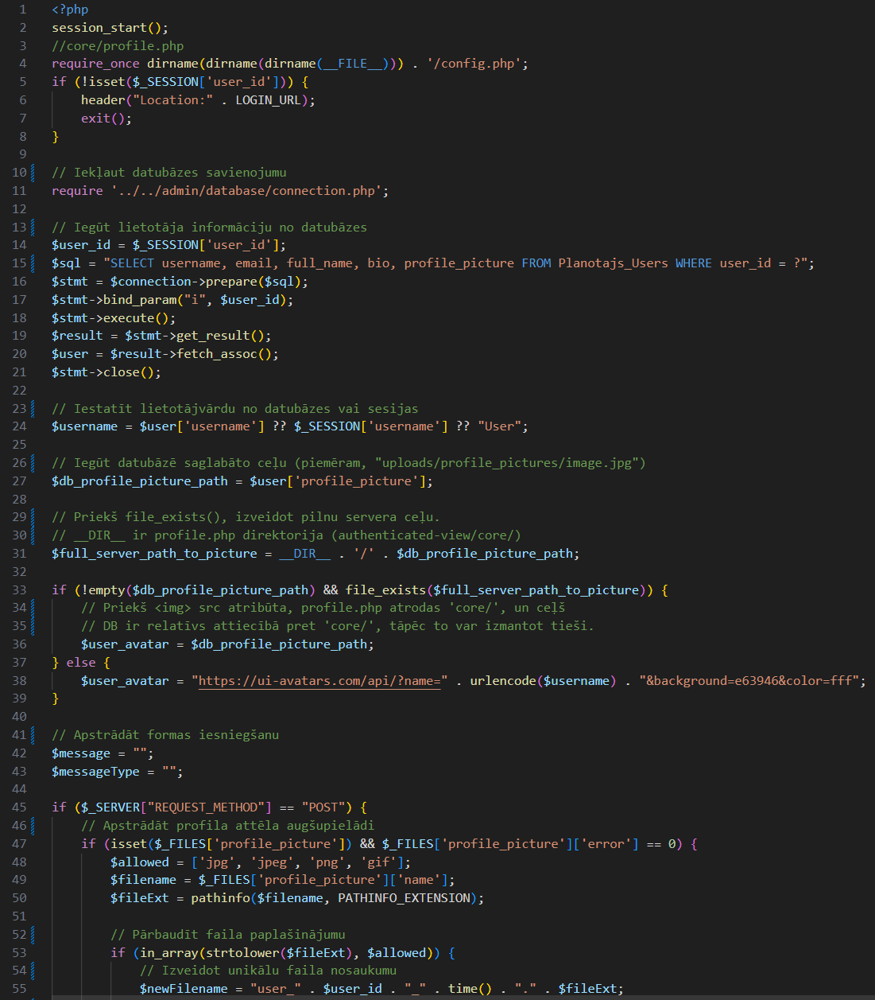 1 <?php
2 session_start();
3 //core/profile.php
4 require_once dirname(dirname(dirname(__FILE__))) . '/config.php';
5 if (!isset($_SESSION['user_id'])) {
6 header("Location:" . LOGIN_URL);
7 exit();
8 }
9
10 // Iekļaut datubāzes savienojumu
11 require '../../admin/database/connection.php';
12
13 // Iegūt lietotāja informāciju no datubāzes
14 $user_id = $_SESSION['user_id'];
15 $sql = "SELECT username, email, full_name, bio, profile_picture FROM Planotajs_Users WHERE user_id = ?";
16 $stmt = $connection->prepare($sql);
17 $stmt->bind_param("i", $user_id);
18 $stmt->execute();
19 $result = $stmt->get_result();
20 $user = $result->fetch_assoc();
21 $stmt->close();
22
23 // Iestatīt lietotājvārdu no datubāzes vai sesijas
24 $username = $user['username'] ?? $_SESSION['username'] ?? "User";
25
26 // Iegūt datubāzē saglabāto ceļu (piemēram, "uploads/profile_pictures/image.jpg")
27 $db_profile_picture_path = $user['profile_picture'];
28
29 // Priekš file_exists(), izveidot pilnu servera ceļu.
30 // __DIR__ ir profile.php direktorija (authenticated-view/core/)
31 $full_server_path_to_picture = __DIR__ . '/' . $db_profile_picture_path;
32
33 if (!empty($db_profile_picture_path) && file_exists($full_server_path_to_picture)) {
34 // Priekš <img> src atribūta, profile.php atrodas 'core/', un ceļš
35 // DB ir relatīvs attiecībā pret 'core/', tāpēc to var izmantot tieši.
36 $user_avatar = $db_profile_picture_path;
37 } else {
38 $user_avatar = "https://ui-avatars.com/api/?name=" . urlencode($username) . "&background=e63946&color=fff";
39 }
40
41 // Apstrādāt formas iesniegšanu
42 $message = "";
43 $messageType = "";
44
45 if ($_SERVER["REQUEST_METHOD"] == "POST") {
46 // Apstrādāt profila attēla augšupielādi
47 if (isset($_FILES['profile_picture']) && $_FILES['profile_picture']['error'] == 0) {
48 $allowed = ['jpg', 'jpeg', 'png', 'gif'];
49 $filename = $_FILES['profile_picture']['name'];
50 $fileExt = pathinfo($filename, PATHINFO_EXTENSION);
51
52 // Pārbaudīt faila paplašinājumu
53 if (in_array(strtolower($fileExt), $allowed)) {
54 // Izveidot unikālu faila nosaukumu
55 $newFilename = "user_" . $user_id . "_" . time() . "." . $fileExt;